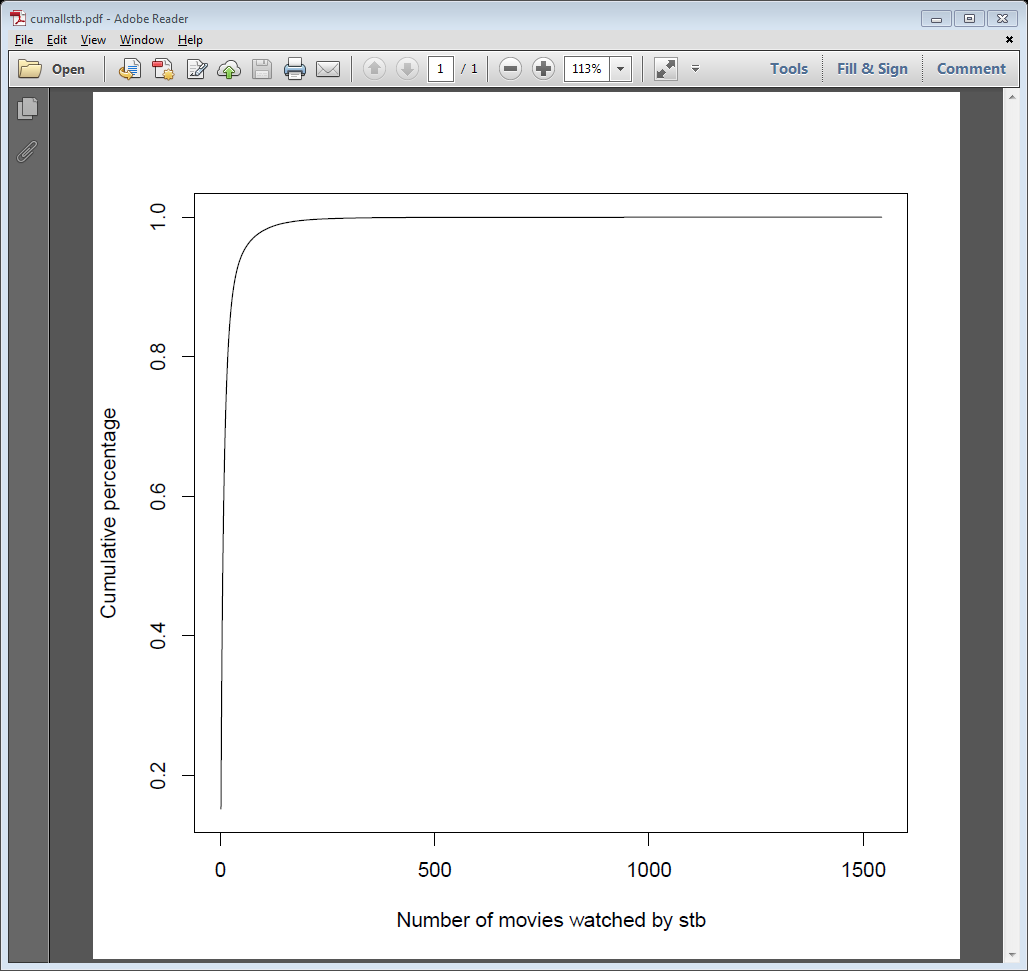 cumallstb.pdf - Adobe Reader
File Edit View Window Help
Open 1 / 1 113% Tools Fill & Sign Comment
1.0
0.8
0.6
0.4
0.2
Cumulative percentage
0 500 1000 1500
Number of movies watched by stb